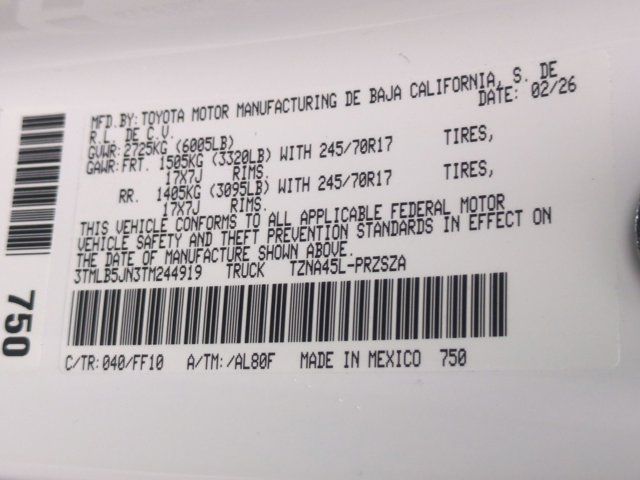 MFD.BY:TOYOTA MOTOR MANUFACTURING DE BAJA CALIFORNIA, S. DE
R.L. DE C.V. DATE: 02/26
GVWR:2725KG (6005LB)
GAWR:FRT. 1505KG (3320LB) WITH 245/70R17 TIRES,
17X7J RIMS.
RR. 1405KG (3095LB) WITH 245/70R17 TIRES,
17X7J RIMS.
THIS VEHICLE CONFORMS TO ALL APPLICABLE FEDERAL MOTOR
VEHICLE SAFETY AND THEFT PREVENTION STANDARDS IN EFFECT ON
THE DATE OF MANUFACTURE SHOWN ABOVE.
3TMLB5JN3TM244919 TRUCK TZNA45L-PRZSZA
C/TR:040/FF10 A/TM:/AL80F MADE IN MEXICO 750
750